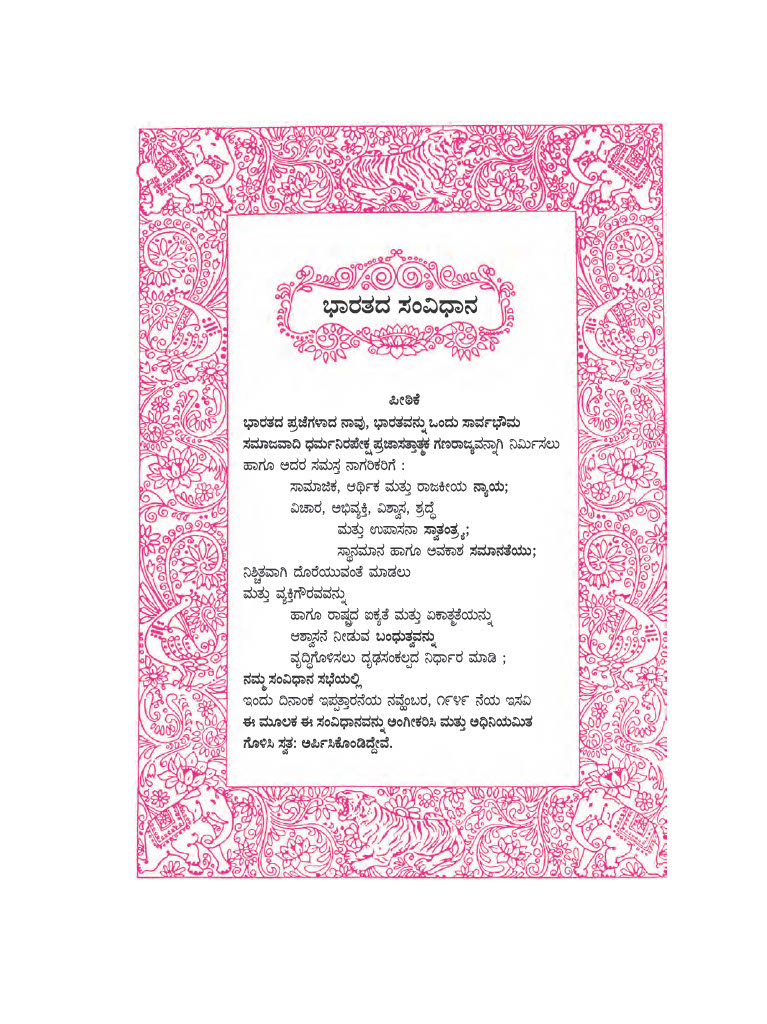 ಭಾರತದ ಸಂವಿಧಾನ
ಪೀಠಿಕೆ
ಭಾರತದ ಪ್ರಜೆಗಳಾದ ನಾವು, ಭಾರತವನ್ನು ಒಂದು ಸಾರ್ವಭೌಮ
ಸಮಾಜವಾದಿ ಧರ್ಮನಿರಪೇಕ್ಷ ಪ್ರಜಾಸತ್ತಾತ್ಮಕ ಗಣರಾಜ್ಯವನ್ನಾಗಿ ನಿರ್ಮಿಸಲು
ಹಾಗೂ ಅದರ ಸಮಸ್ತ ನಾಗರಿಕರಿಗೆ :
ಸಾಮಾಜಿಕ, ಆರ್ಥಿಕ ಮತ್ತು ರಾಜಕೀಯ ನ್ಯಾಯ;
ವಿಚಾರ, ಅಭಿವ್ಯಕ್ತಿ, ವಿಶ್ವಾಸ, ಶ್ರದ್ಧೆ
ಮತ್ತು ಉಪಾಸನಾ ಸ್ವಾತಂತ್ರ್ಯ;
ಸ್ಥಾನಮಾನ ಹಾಗೂ ಅವಕಾಶ ಸಮಾನತೆಯು;
ನಿಶ್ಚಿತವಾಗಿ ದೊರೆಯುವಂತೆ ಮಾಡಲು
ಮತ್ತು ವ್ಯಕ್ತಿಗೌರವವನ್ನು
ಹಾಗೂ ರಾಷ್ಟ್ರದ ಐಕ್ಯತೆ ಮತ್ತು ಏಕಾತ್ಮತೆಯನ್ನು
ಆಶ್ವಾಸನೆ ನೀಡುವ ಬಂಧುತ್ವವನ್ನು
ವೃದ್ಧಿಗೊಳಿಸಲು ದೃಢಸಂಕಲ್ಪದ ನಿರ್ಧಾರ ಮಾಡಿ ;
ನಮ್ಮ ಸಂವಿಧಾನ ಸಭೆಯಲ್ಲಿ
ಇಂದು ದಿನಾಂಕ ಇಪ್ಪತ್ತಾರನೆಯ ನವ್ಹೆಂಬರ, ೧೯೪೯ ನೆಯ ಇಸವಿ
ಈ ಮೂಲಕ ಈ ಸಂವಿಧಾನವನ್ನು ಅಂಗೀಕರಿಸಿ ಮತ್ತು ಅಧಿನಿಯಮಿತ
ಗೊಳಿಸಿ ಸ್ವತ: ಅರ್ಪಿಸಿಕೊಂಡಿದ್ದೇವೆ.